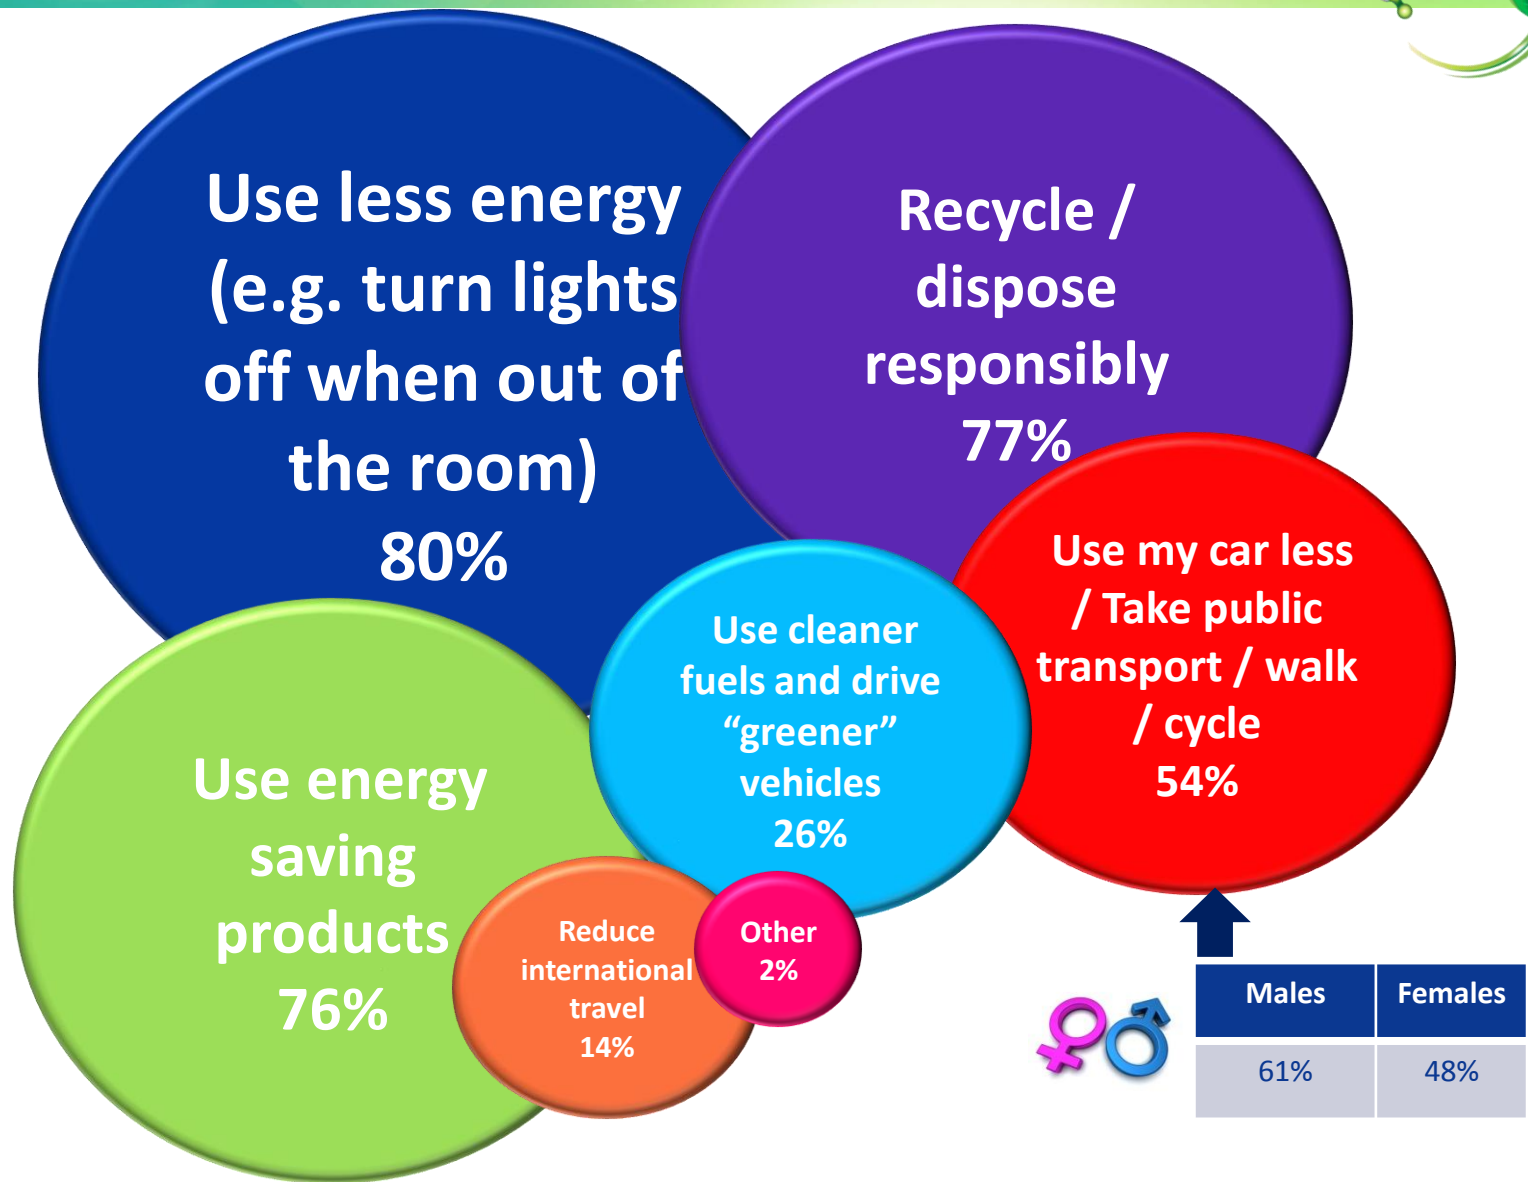 Use less energy
(e.g. turn lights
off when out of
the room)
80%
Recycle /
dispose
responsibly
77%
Use my car less
/ Take public
transport / walk
/ cycle
54%
Use cleaner
fuels and drive
“greener”
vehicles
26%
Use energy
saving
products
76%
Reduce
international
travel
14%
Other
2%
Males Females
61% 48%